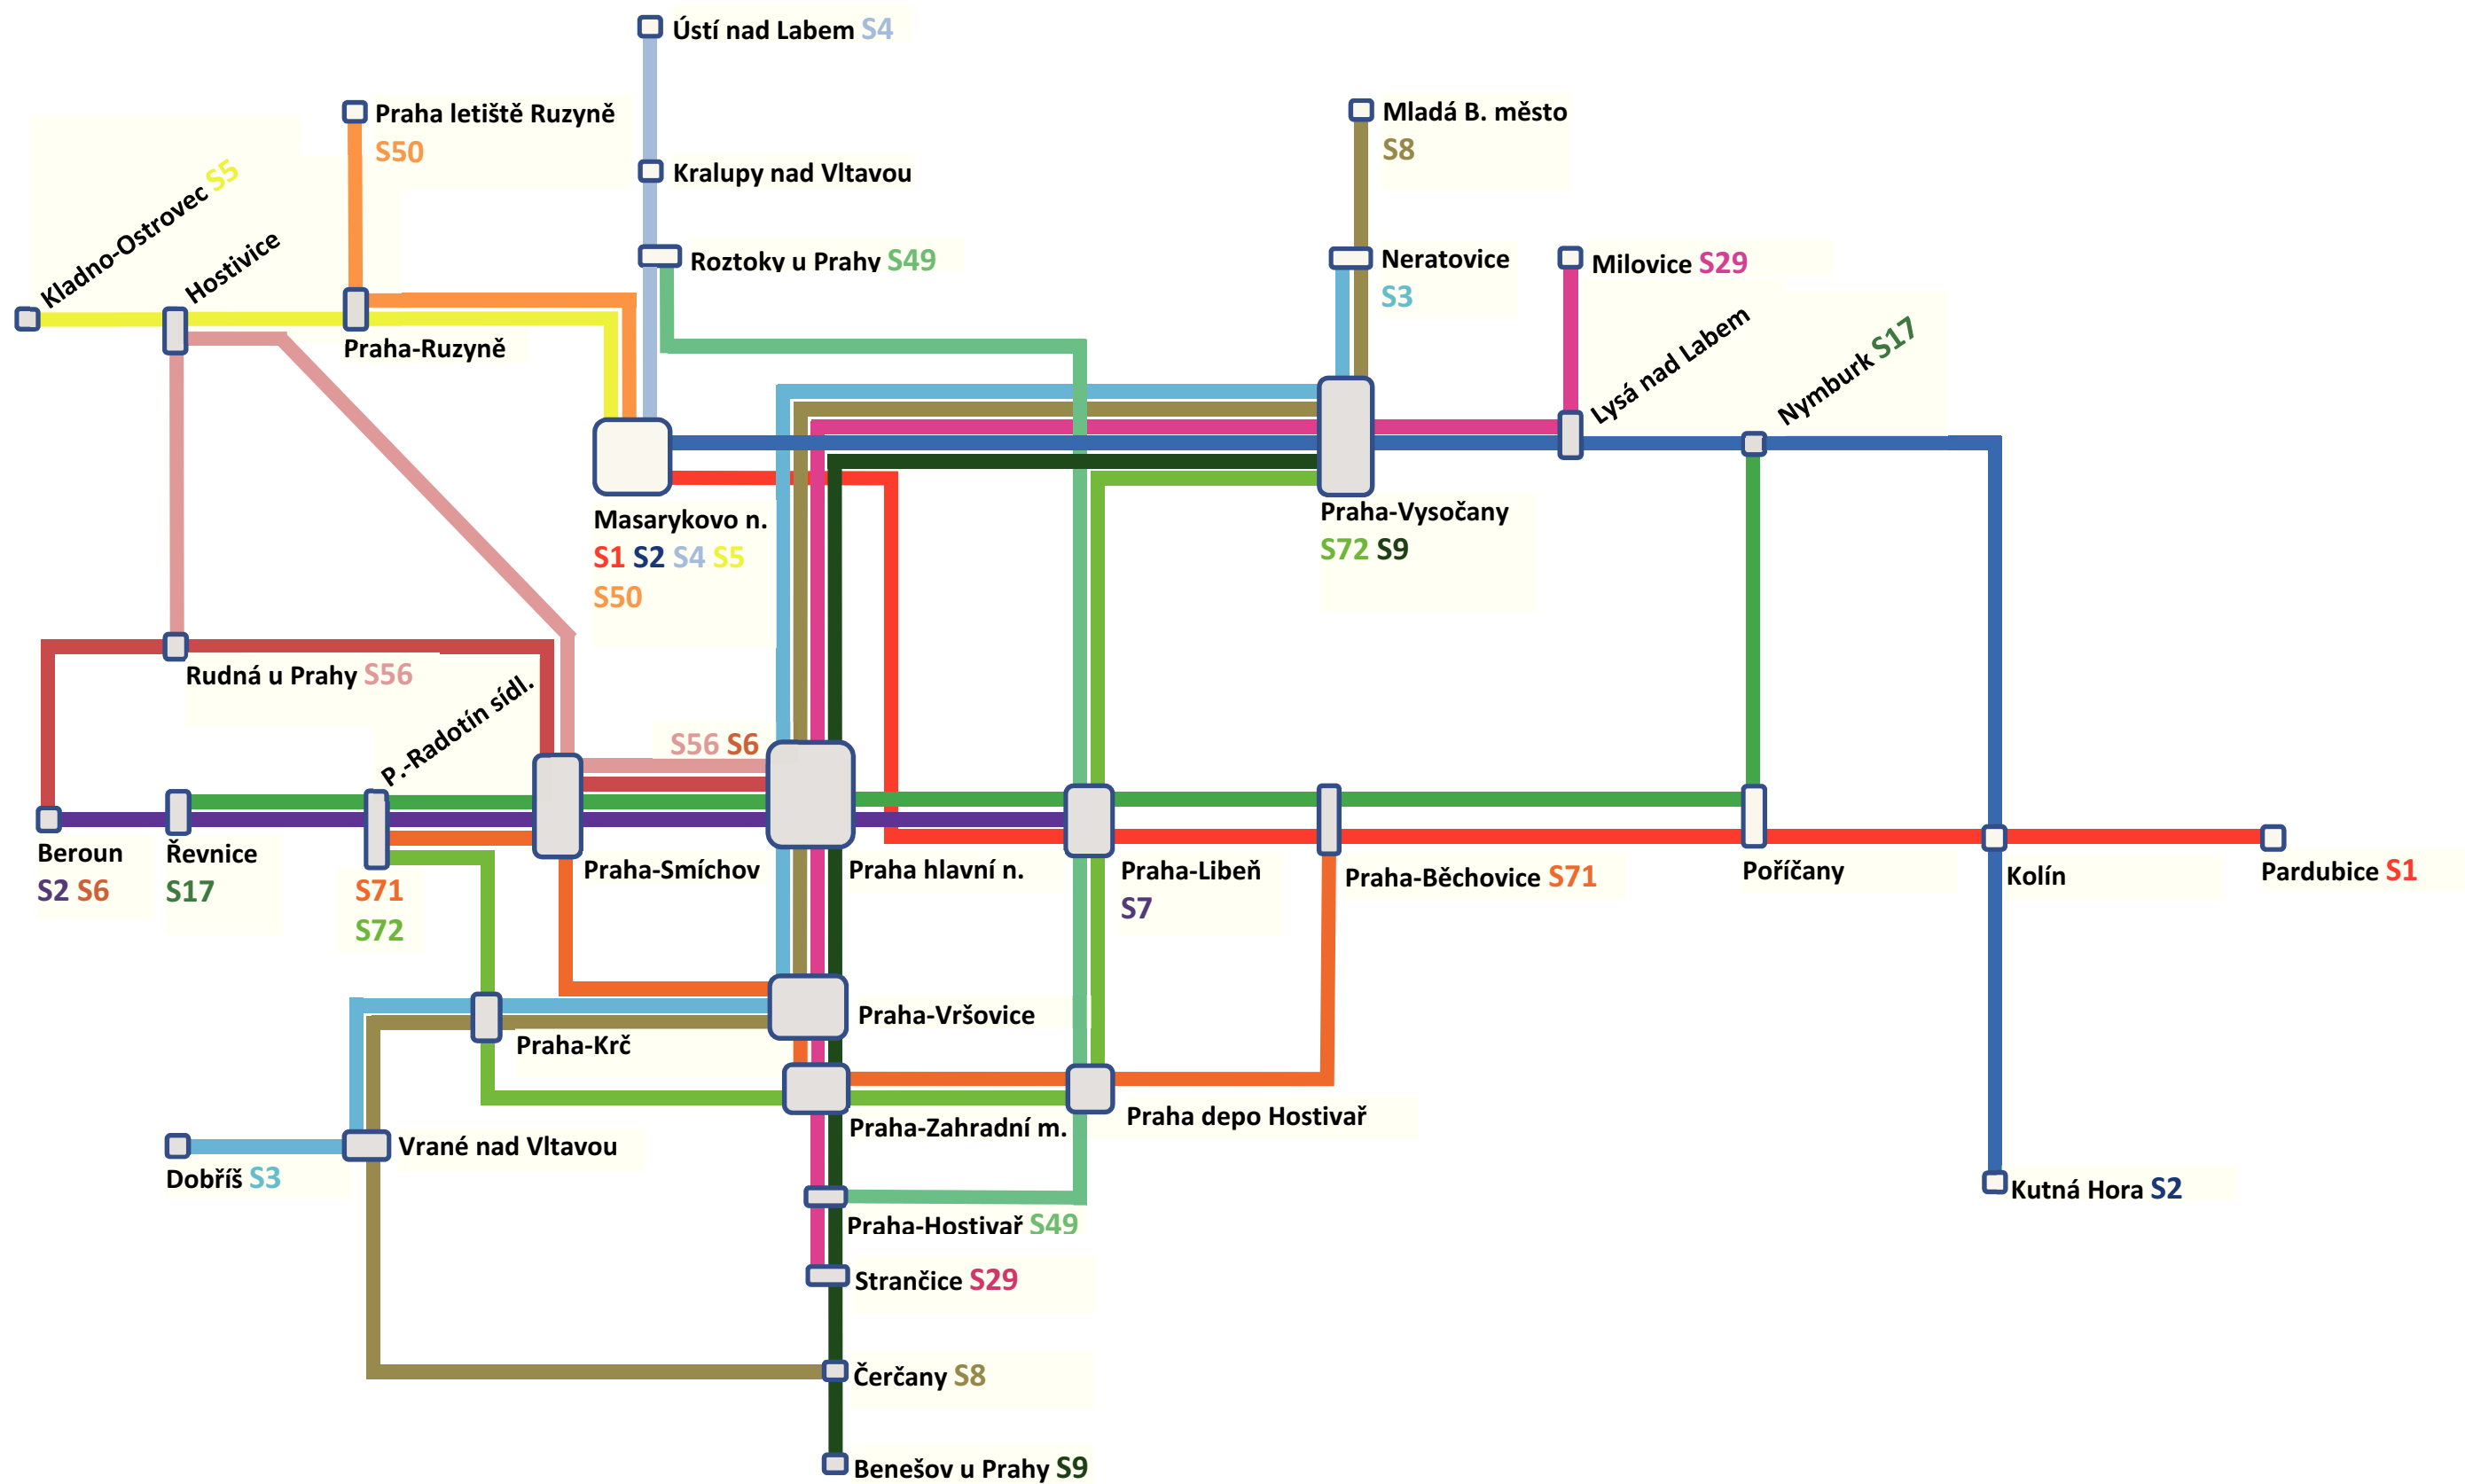 Ústí nad Labem S4
Praha letiště Ruzyně
S50
Mladá B. město
S8
Kralupy nad Vltavou
Kladno-Ostrovec S5
Hostivice
Roztoky u Prahy S49
Neratovice
S3
Milovice S29
Praha-Ruzyně
Lysá nad Labem
Nymburk S17
Masarykovo n.
S1 S2 S4 S5
S50
Praha-Vysočany
S72 S9
Rudná u Prahy S56
P.-Radotín sídl.
S56 S6
Beroun
S2 S6
Řevnice
S17
S71
S72
Praha-Smíchov
Praha hlavní n.
Praha-Libeň
S7
Praha-Běchovice S71
Poříčany
Kolín
Pardubice S1
Praha-Vršovice
Praha-Krč
Praha-Zahradní m.
Praha depo Hostivař
Vrané nad Vltavou
Dobříš S3
Kutná Hora S2
Praha-Hostivař S49
Strančice S29
Čerčany S8
Benešov u Prahy S9